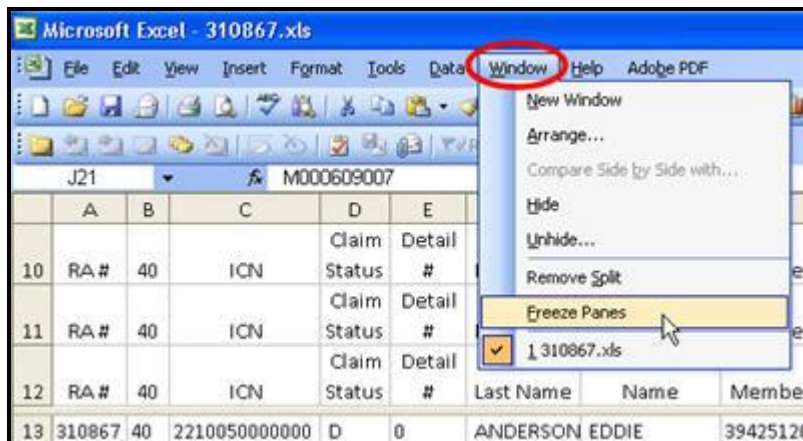 Microsoft Excel - 310867.xls
File Edit View Insert Format Tools Data Window Help Adobe PDF
New Window
Arrange...
Compare Side by Side with...
Hide
Unhide...
Remove Split
Freeze Panes
1 310867.xls
J21 fx M000609007
A B C D E
10 RA # 40 ICN Claim Status Detail #
11 RA # 40 ICN Claim Status Detail #
12 RA # 40 ICN Claim Status Detail # Last Name Name Membe
13 310867 40 2210050000000 D 0 ANDERSON EDDIE 3942512